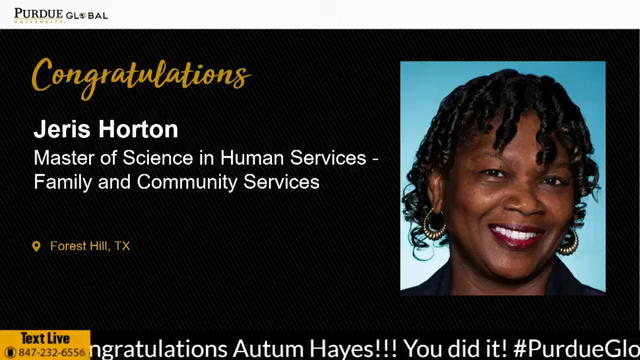 PURDUE GLOBAL
UNIVERSITY
Congratulations
Jeris Horton
Master of Science in Human Services -
Family and Community Services
Forest Hill, TX
Text Live
847-232-6556
ngratulations Autum Hayes!!! You did it! #PurdueGlo